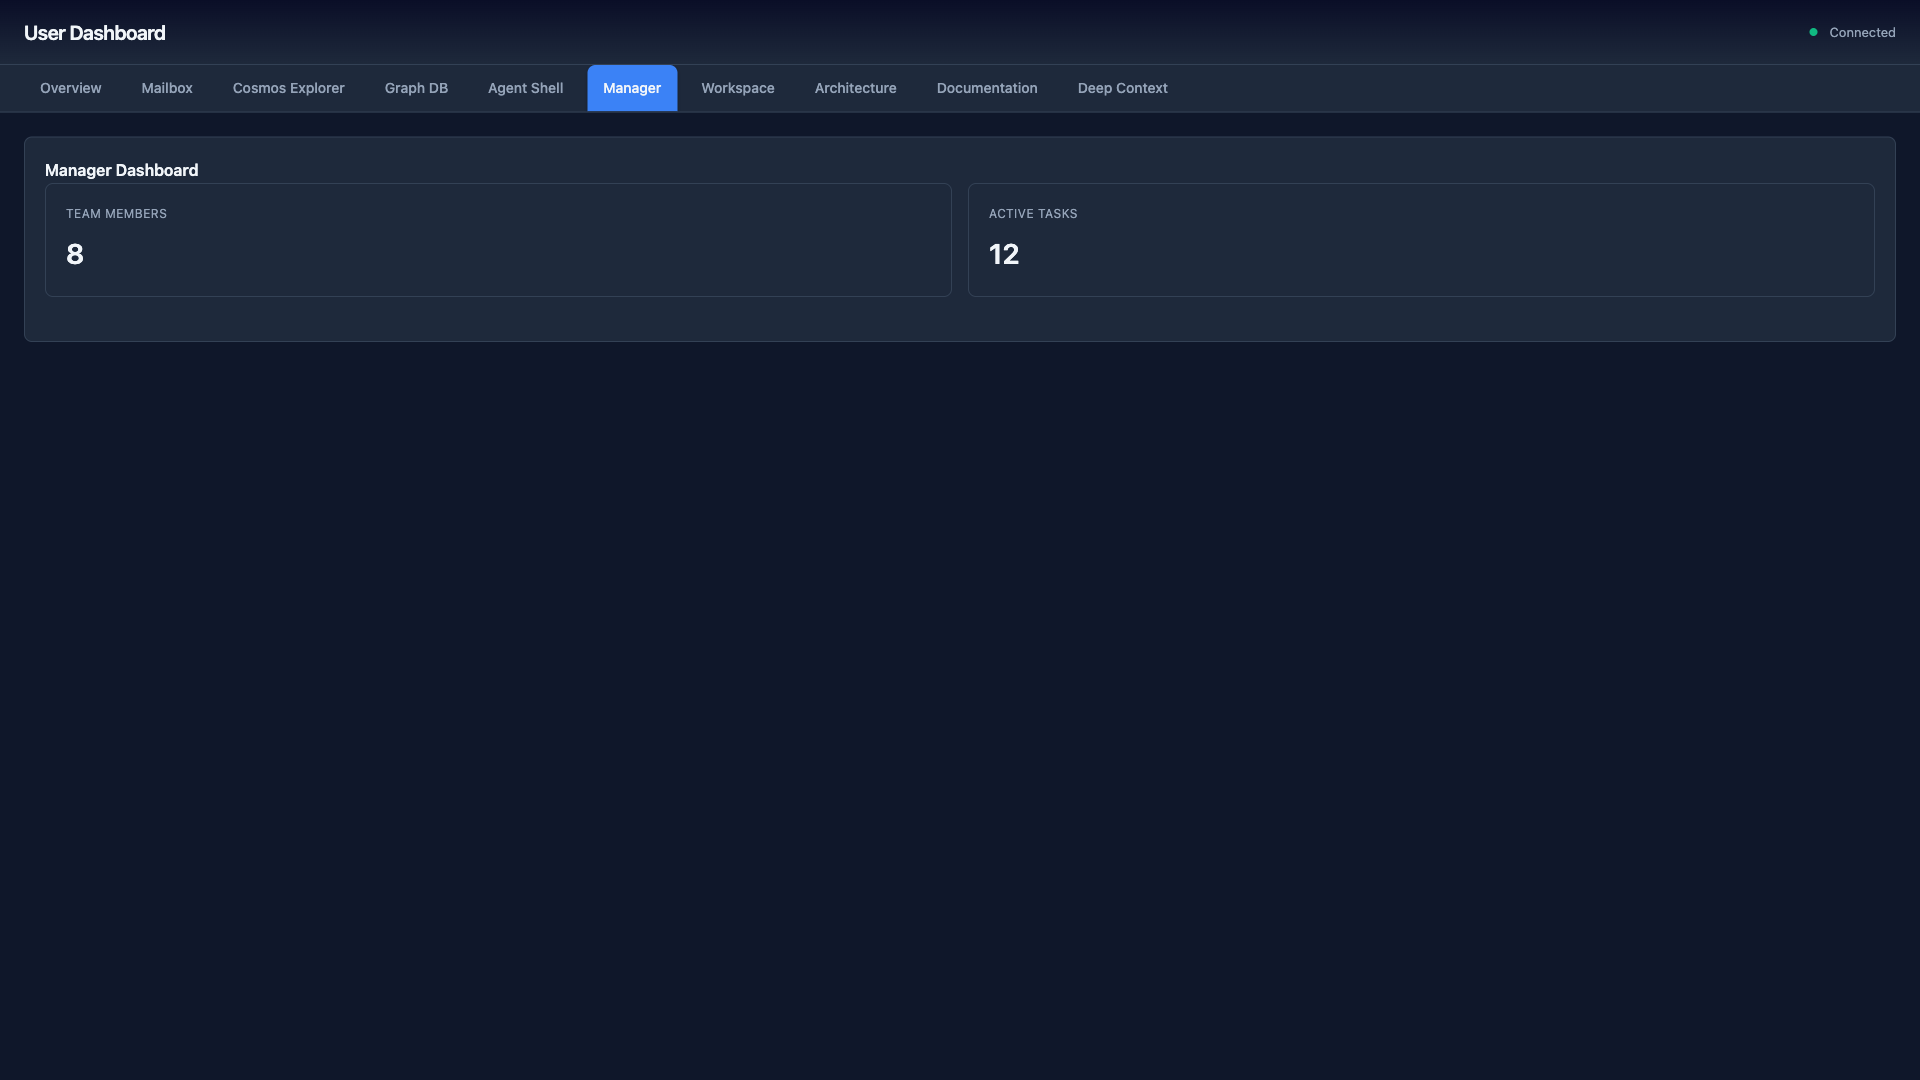 User Dashboard
Connected
Overview Mailbox Cosmos Explorer Graph DB Agent Shell Manager Workspace Architecture Documentation Deep Context
Manager Dashboard
TEAM MEMBERS
8
ACTIVE TASKS
12